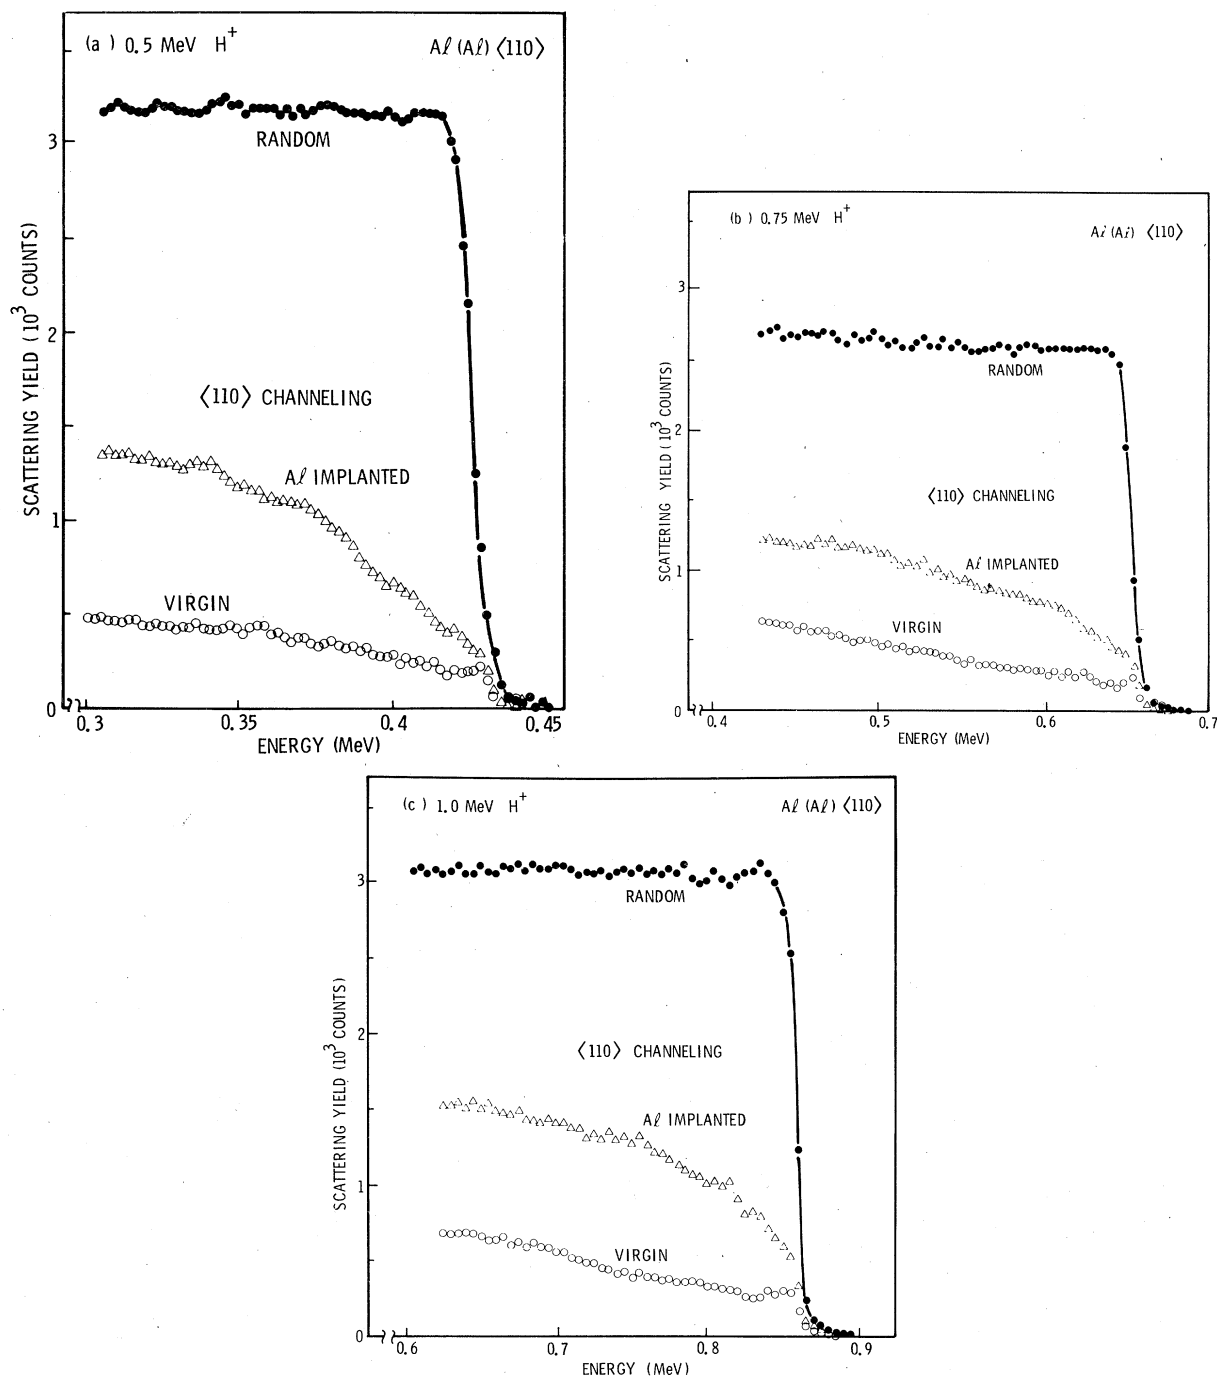 (a) 0.5 MeV H+
Aℓ (Aℓ) ⟨110⟩
3
RANDOM
2
⟨110⟩ CHANNELING
Aℓ IMPLANTED
1
VIRGIN
0
0.3 0.35 0.4 0.45
ENERGY (MeV)
SCATTERING YIELD (10³ COUNTS)
(b) 0.75 MeV H+
Aℓ (Aℓ) ⟨110⟩
3
RANDOM
2
⟨110⟩ CHANNELING
Aℓ IMPLANTED
1
VIRGIN
0
0.4 0.5 0.6 0.7
ENERGY (MeV)
SCATTERING YIELD (10³ COUNTS)
(c) 1.0 MeV H+
Aℓ (Aℓ) ⟨110⟩
3
RANDOM
2
⟨110⟩ CHANNELING
Aℓ IMPLANTED
1
VIRGIN
0
0.6 0.7 0.8 0.9
ENERGY (MeV)
SCATTERING YIELD (10³ COUNTS)